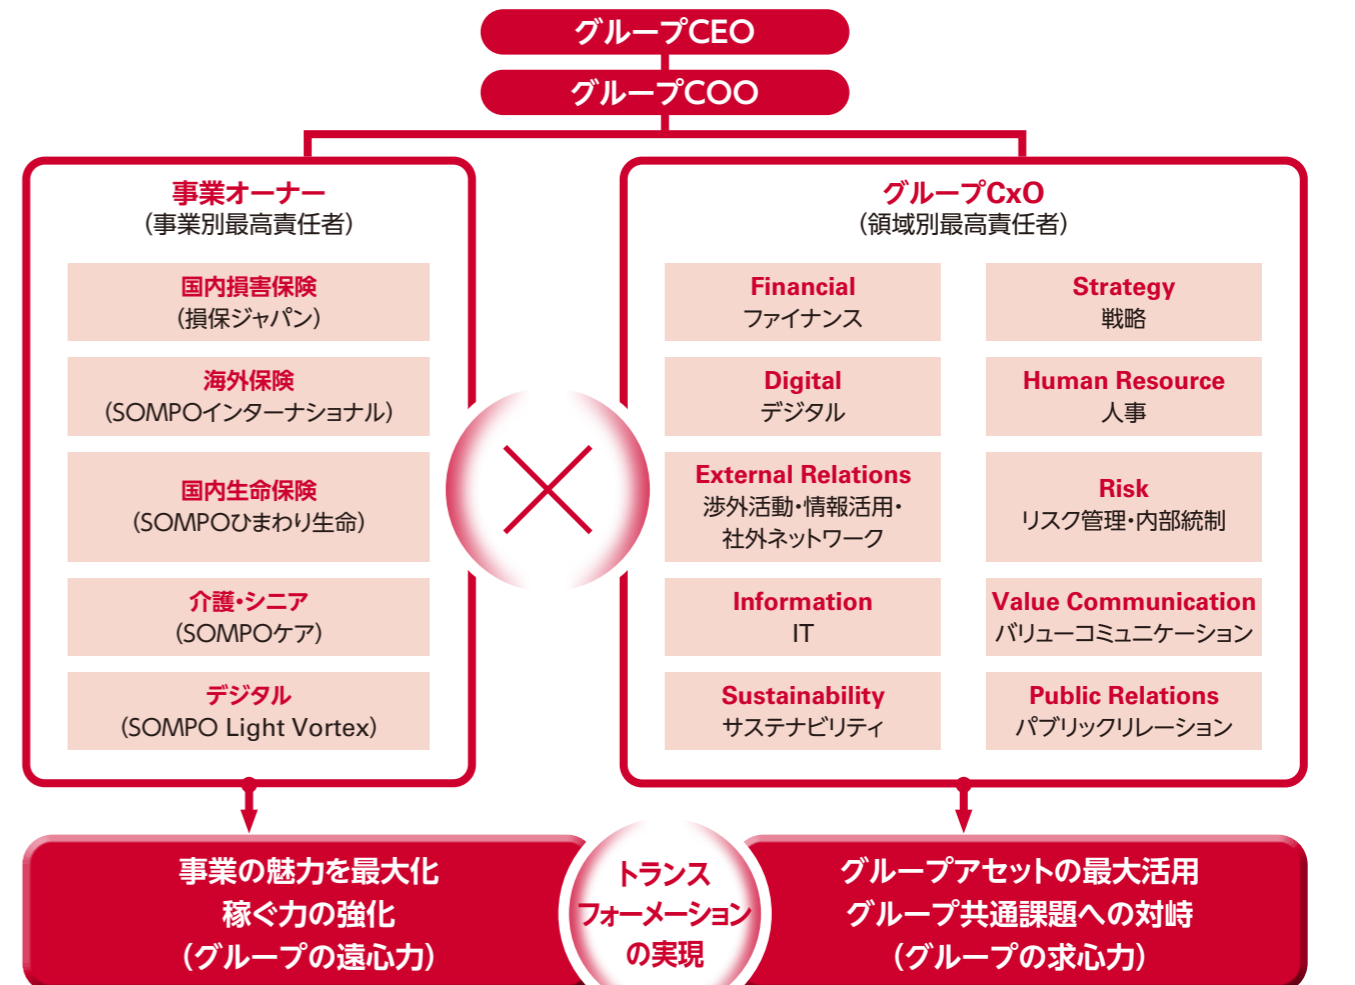 グループCEO
グループCOO
事業オーナー
（事業別最高責任者）
国内損害保険
（損保ジャパン）
海外保険
（SOMPOインターナショナル）
国内生命保険
（SOMPOひまわり生命）
介護・シニア
（SOMPOケア）
デジタル
（SOMPO Light Vortex）
グループCxO
（領域別最高責任者）
Financial
ファイナンス
Strategy
戦略
Digital
デジタル
Human Resource
人事
External Relations
渉外活動・情報活用・
社外ネットワーク
Risk
リスク管理・内部統制
Information
IT
Value Communication
バリューコミュニケーション
Sustainability
サステナビリティ
Public Relations
パブリックリレーション
事業の魅力を最大化
稼ぐ力の強化
（グループの遠心力）
トランス
フォーメーション
の実現
グループアセットの最大活用
グループ共通課題への対峙
（グループの求心力）